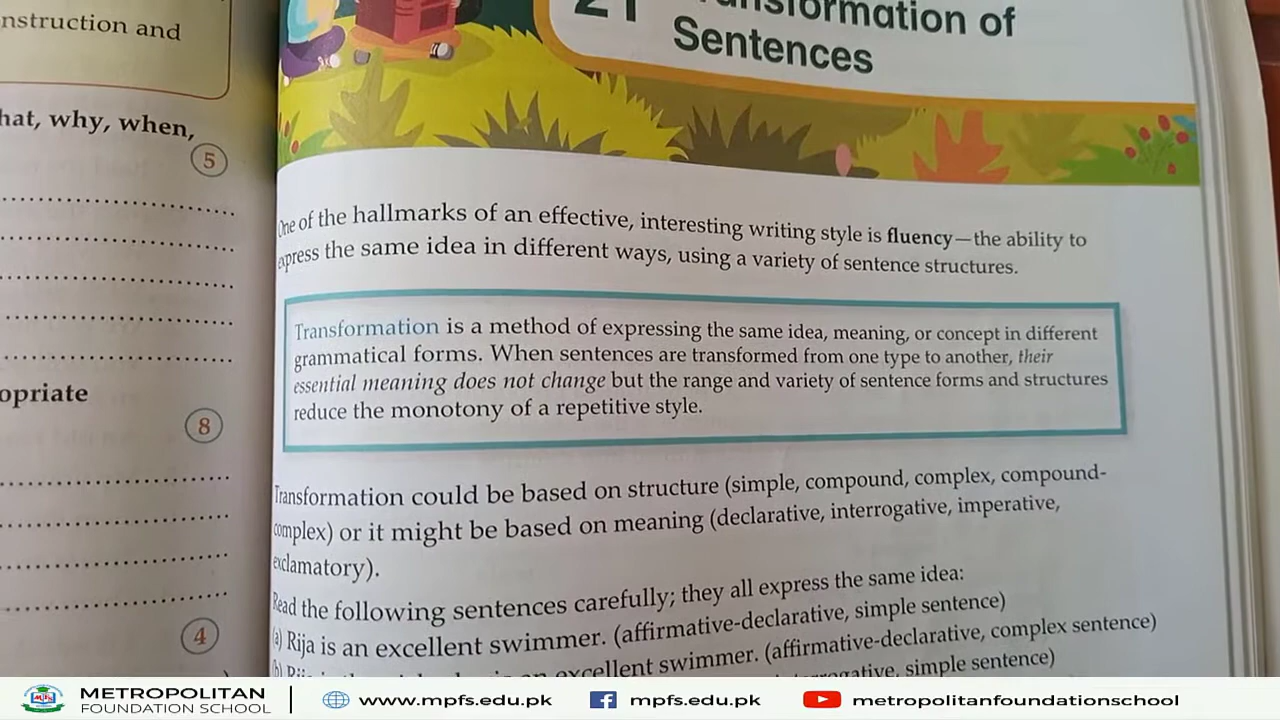 nstruction and
hat, why, when,
5
opriate
8
4
21
Transformation of
Sentences
One of the hallmarks of an effective, interesting writing style is fluency—the ability to
express the same idea in different ways, using a variety of sentence structures.
Transformation is a method of expressing the same idea, meaning, or concept in different
grammatical forms. When sentences are transformed from one type to another, their
essential meaning does not change but the range and variety of sentence forms and structures
reduce the monotony of a repetitive style.
Transformation could be based on structure (simple, compound, complex, compound-
complex) or it might be based on meaning (declarative, interrogative, imperative,
exclamatory).
Read the following sentences carefully; they all express the same idea:
(a) Rija is an excellent swimmer. (affirmative-declarative, simple sentence)
(b) Rija is excellent swimmer. (affirmative-declarative, complex sentence)
simple sentence)
METROPOLITAN
FOUNDATION SCHOOL
www.mpfs.edu.pk
mpfs.edu.pk
metropolitanfoundationschool